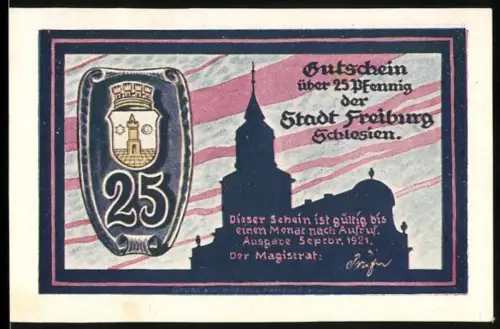 Gutschein
über 25 Pfennig
der
Stadt Freiburg
Schlesien.
25
Dieser Schein ist gültig bis
einen Monat nach Aufruf.
Ausgabe Septbr. 1921.
Der Magistrat: